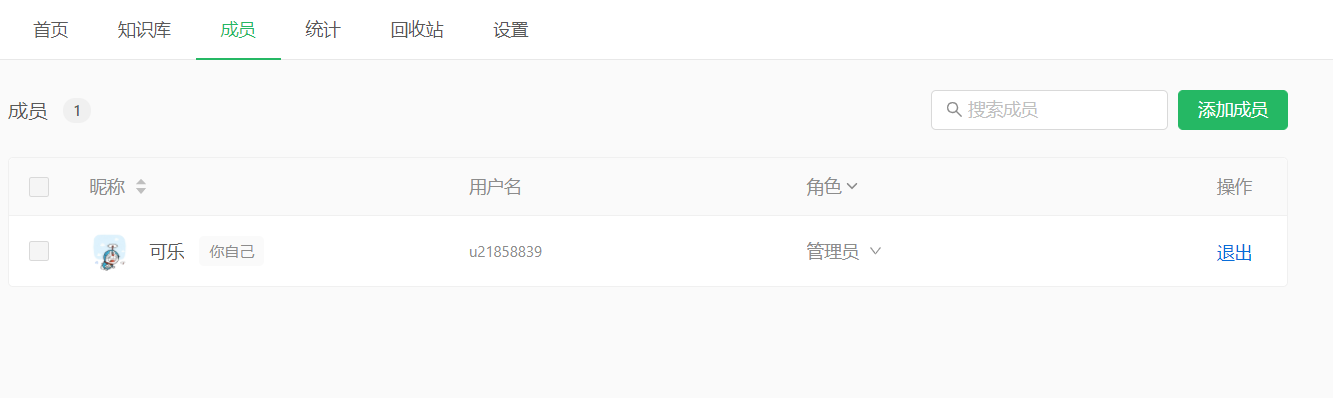 首页 知识库 成员 统计 回收站 设置
成员 1 搜索成员 添加成员
昵称 用户名 角色 操作
可乐 你自己 u21858839 管理员 退出